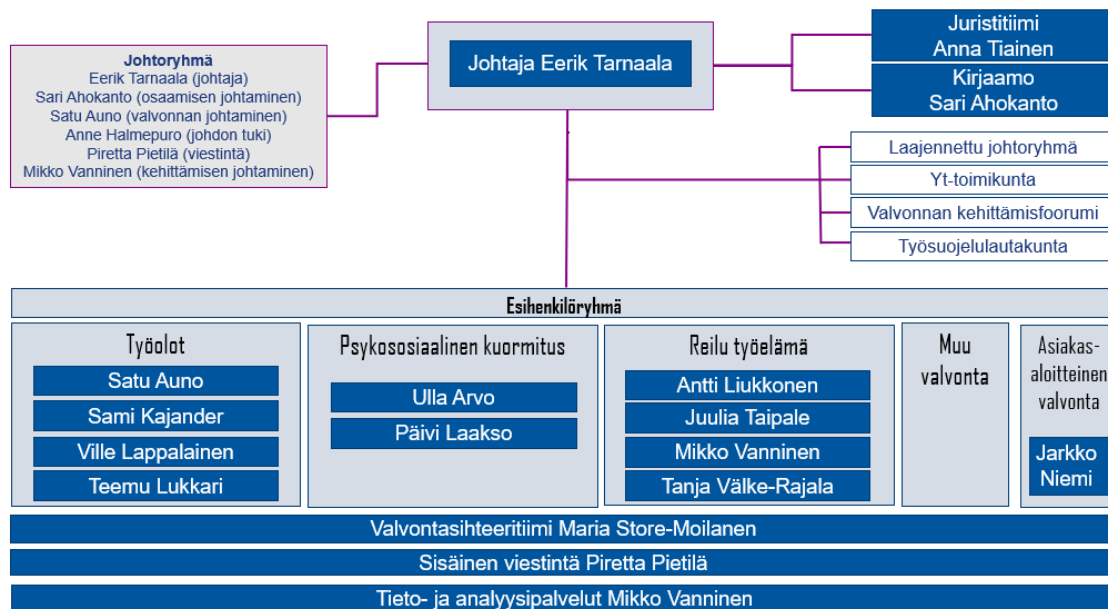 Johtoryhmä
Eerik Tarnaala (johtaja)
Sari Ahokanto (osaamisen johtaminen)
Satu Auno (valvonnan johtaminen)
Anne Halmepuro (johdon tuki)
Piretta Pietilä (viestintä)
Mikko Vanninen (kehittämisen johtaminen)
Johtaja Eerik Tarnaala
Juristitiimi
Anna Tiainen
Kirjaamo
Sari Ahokanto
Laajennettu johtoryhmä
Yt-toimikunta
Valvonnan kehittämisfoorumi
Työsuojelulautakunta
Esihenkilöryhmä
Työolot
Satu Auno
Sami Kajander
Ville Lappalainen
Teemu Lukkari
Psykososiaalinen kuormitus
Ulla Arvo
Päivi Laakso
Reilu työelämä
Antti Liukkonen
Juulia Taipale
Mikko Vanninen
Tanja Välke-Rajala
Muu
valvonta
Asiakas-
aloitteinen
valvonta
Jarkko
Niemi
Valvontasihteeritiimi Maria Store-Moilanen
Sisäinen viestintä Piretta Pietilä
Tieto- ja analyysipalvelut Mikko Vanninen